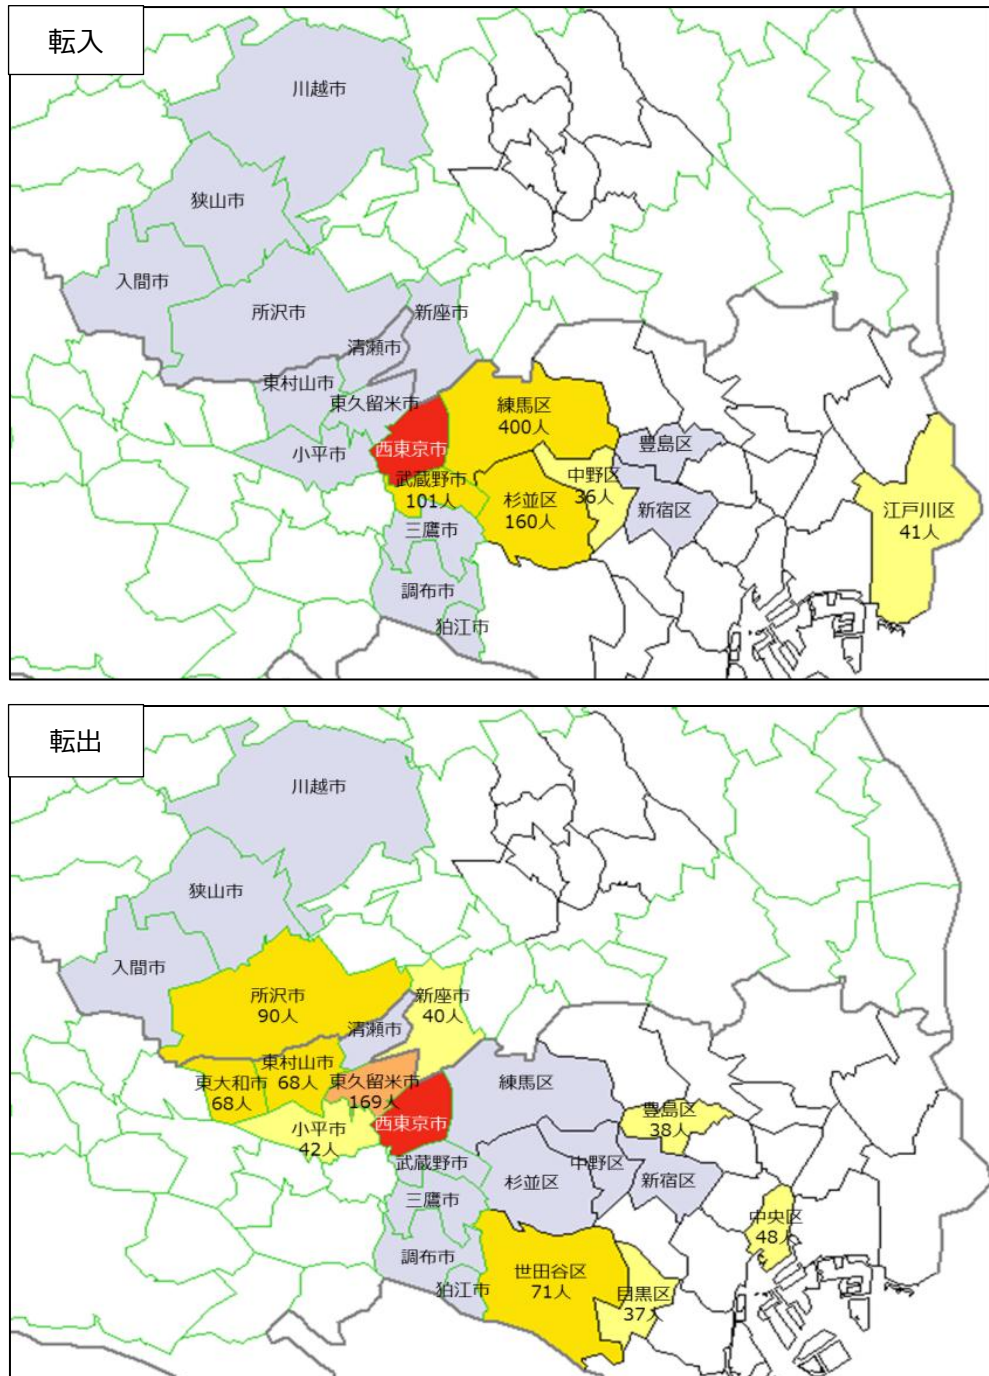 転入
川越市
狭山市
入間市
所沢市
新座市
清瀬市
東村山市
東久留米市
練馬区
400人
小平市
西東京市
豊島区
武蔵野市
101人
杉並区
160人
中野区
36人
新宿区
江戸川区
41人
三鷹市
調布市
狛江市
転出
川越市
狭山市
入間市
所沢市
90人
新座市
40人
清瀬市
東村山市
68人
東大和市
68人
東久留米市
169人
練馬区
小平市
42人
西東京市
豊島区
38人
武蔵野市
杉並区
中野区
新宿区
三鷹市
中央区
48人
調布市
狛江市
世田谷区
71人
目黒区
37人